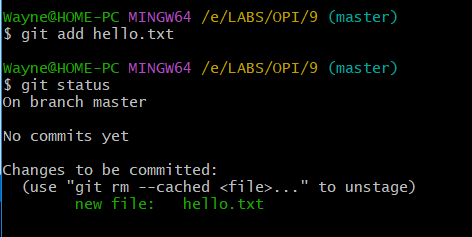 Wayne@HOME-PC MINGW64 /e/LABS/OPI/9 (master)
$ git add hello.txt
Wayne@HOME-PC MINGW64 /e/LABS/OPI/9 (master)
$ git status
On branch master
No commits yet
Changes to be committed:
  (use "git rm --cached <file>..." to unstage)
        new file:   hello.txt